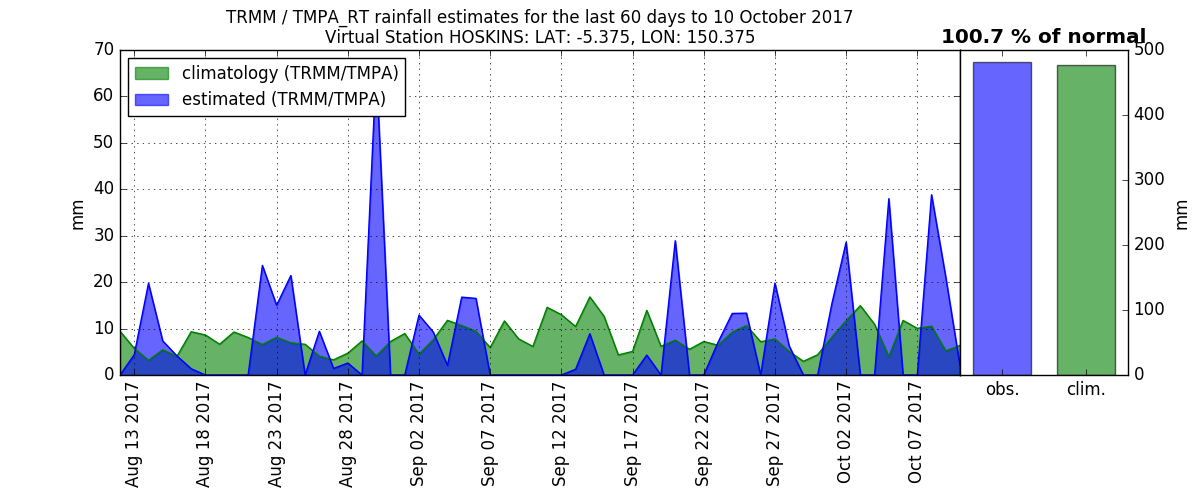 TRMM / TMPA_RT rainfall estimates for the last 60 days to 10 October 2017
Virtual Station HOSKINS: LAT: -5.375, LON: 150.375
100.7 % of normal
climatology (TRMM/TMPA)
estimated (TRMM/TMPA)
70
60
50
40
30
20
10
0
mm
Aug 13 2017
Aug 18 2017
Aug 23 2017
Aug 28 2017
Sep 02 2017
Sep 07 2017
Sep 12 2017
Sep 17 2017
Sep 22 2017
Sep 27 2017
Oct 02 2017
Oct 07 2017
obs.
clim.
500
400
300
200
100
0
mm